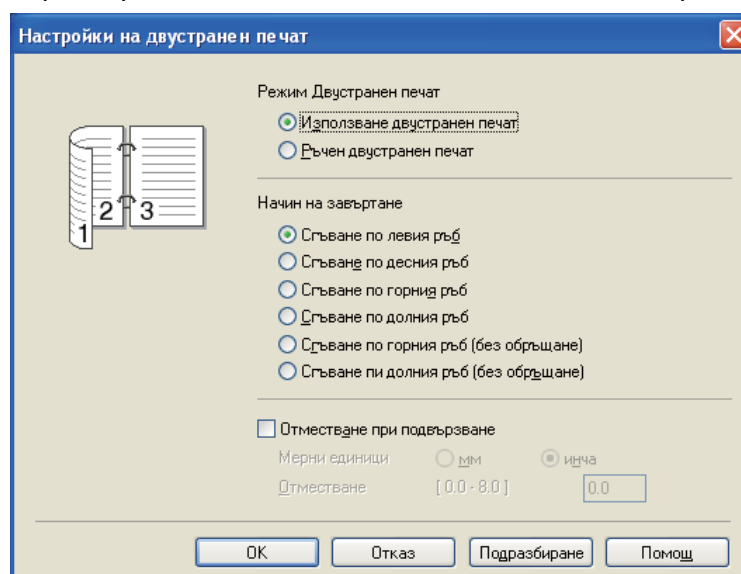 Настройки на двустранен печат
Режим Двустранен печат
Използване двустранен печат
Ръчен двустранен печат
2 3
1
Начин на завъртане
Сгъване по левия ръб
Сгъване по десния ръб
Сгъване по горния ръб
Сгъване по долния ръб
Сгъване по горния ръб (без обръщане)
Сгъване пи долния ръб (без обръщане)
Отместване при подвързване
Мерни единици мм инча
Отместване [ 0.0 - 8.0 ] 0.0
OK Отказ Подразбиране Помощ